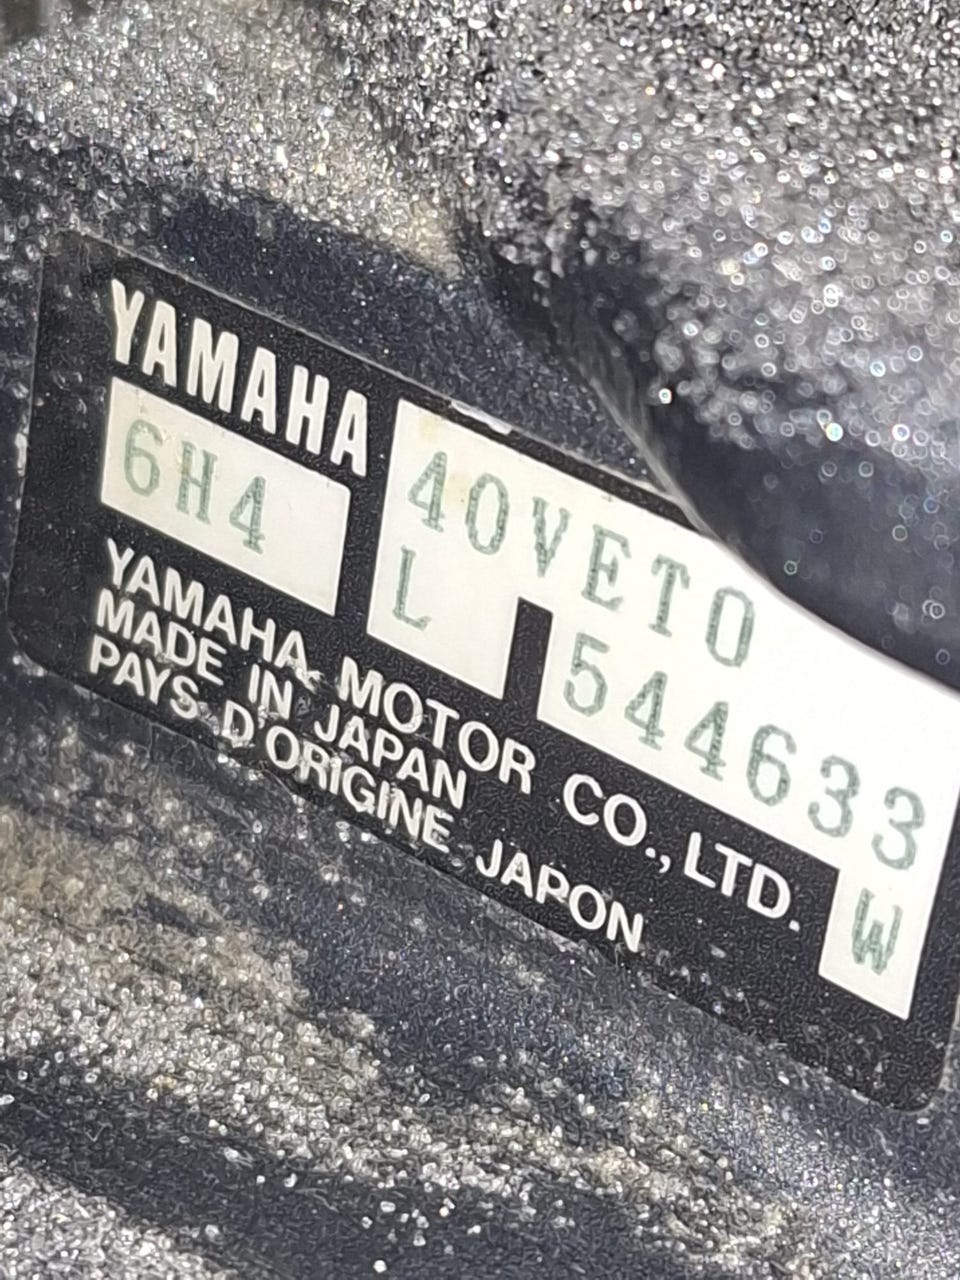 YAMAHA
6H4
40VETO
L
544633
W
YAMAHA MOTOR CO., LTD.
MADE IN JAPAN
PAYS D'ORIGINE JAPON